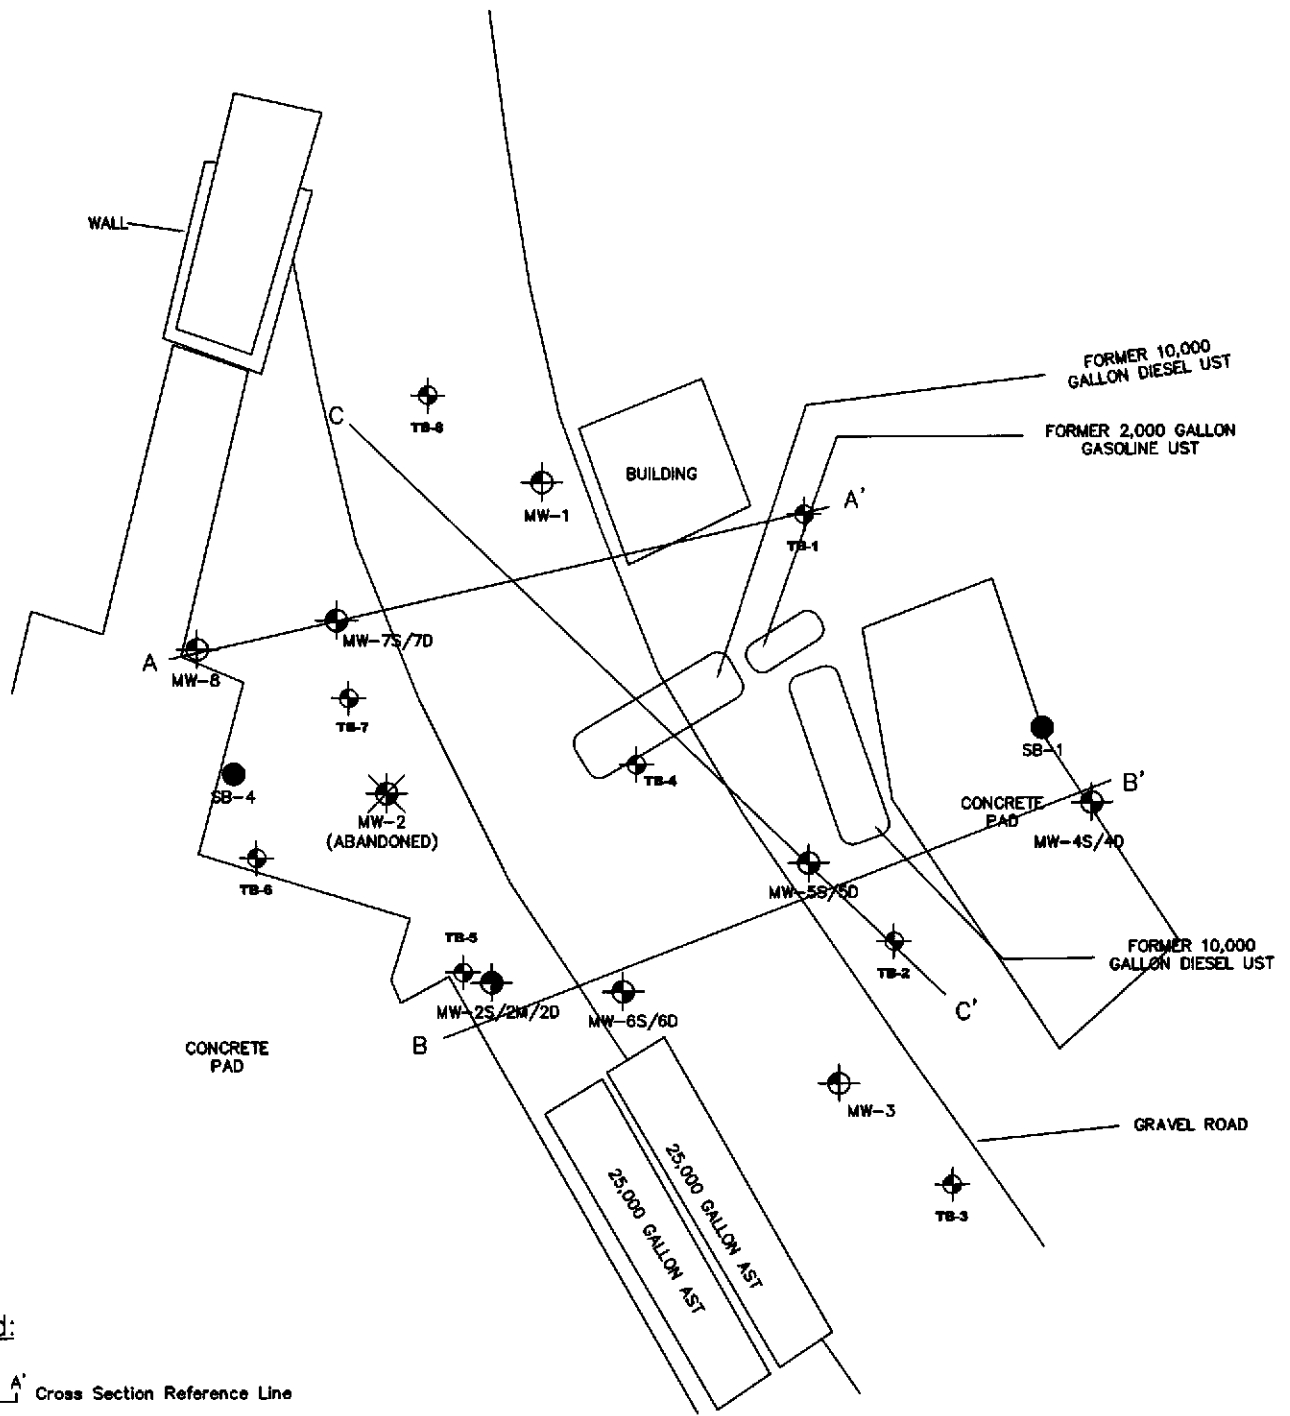 WALL
FORMER 10,000
GALLON DIESEL UST
C
TB-8
FORMER 2,000 GALLON
GASOLINE UST
BUILDING
MW-1
A'
TB-1
MW-7S/7D
A
MW-8
TB-7
SB-1
TB-4
B'
SB-4
CONCRETE
PAD
MW-2
(ABANDONED)
MW-4S/4D
TB-6
MW-5S/5D
TB-5
FORMER 10,000
GALLON DIESEL UST
TB-2
MW-2S/2M/2D
MW-6S/6D
C'
B
CONCRETE
PAD
MW-3
GRAVEL ROAD
25,000 GALLON AST
25,000 GALLON AST
TB-3
d:
A'
Cross Section Reference Line